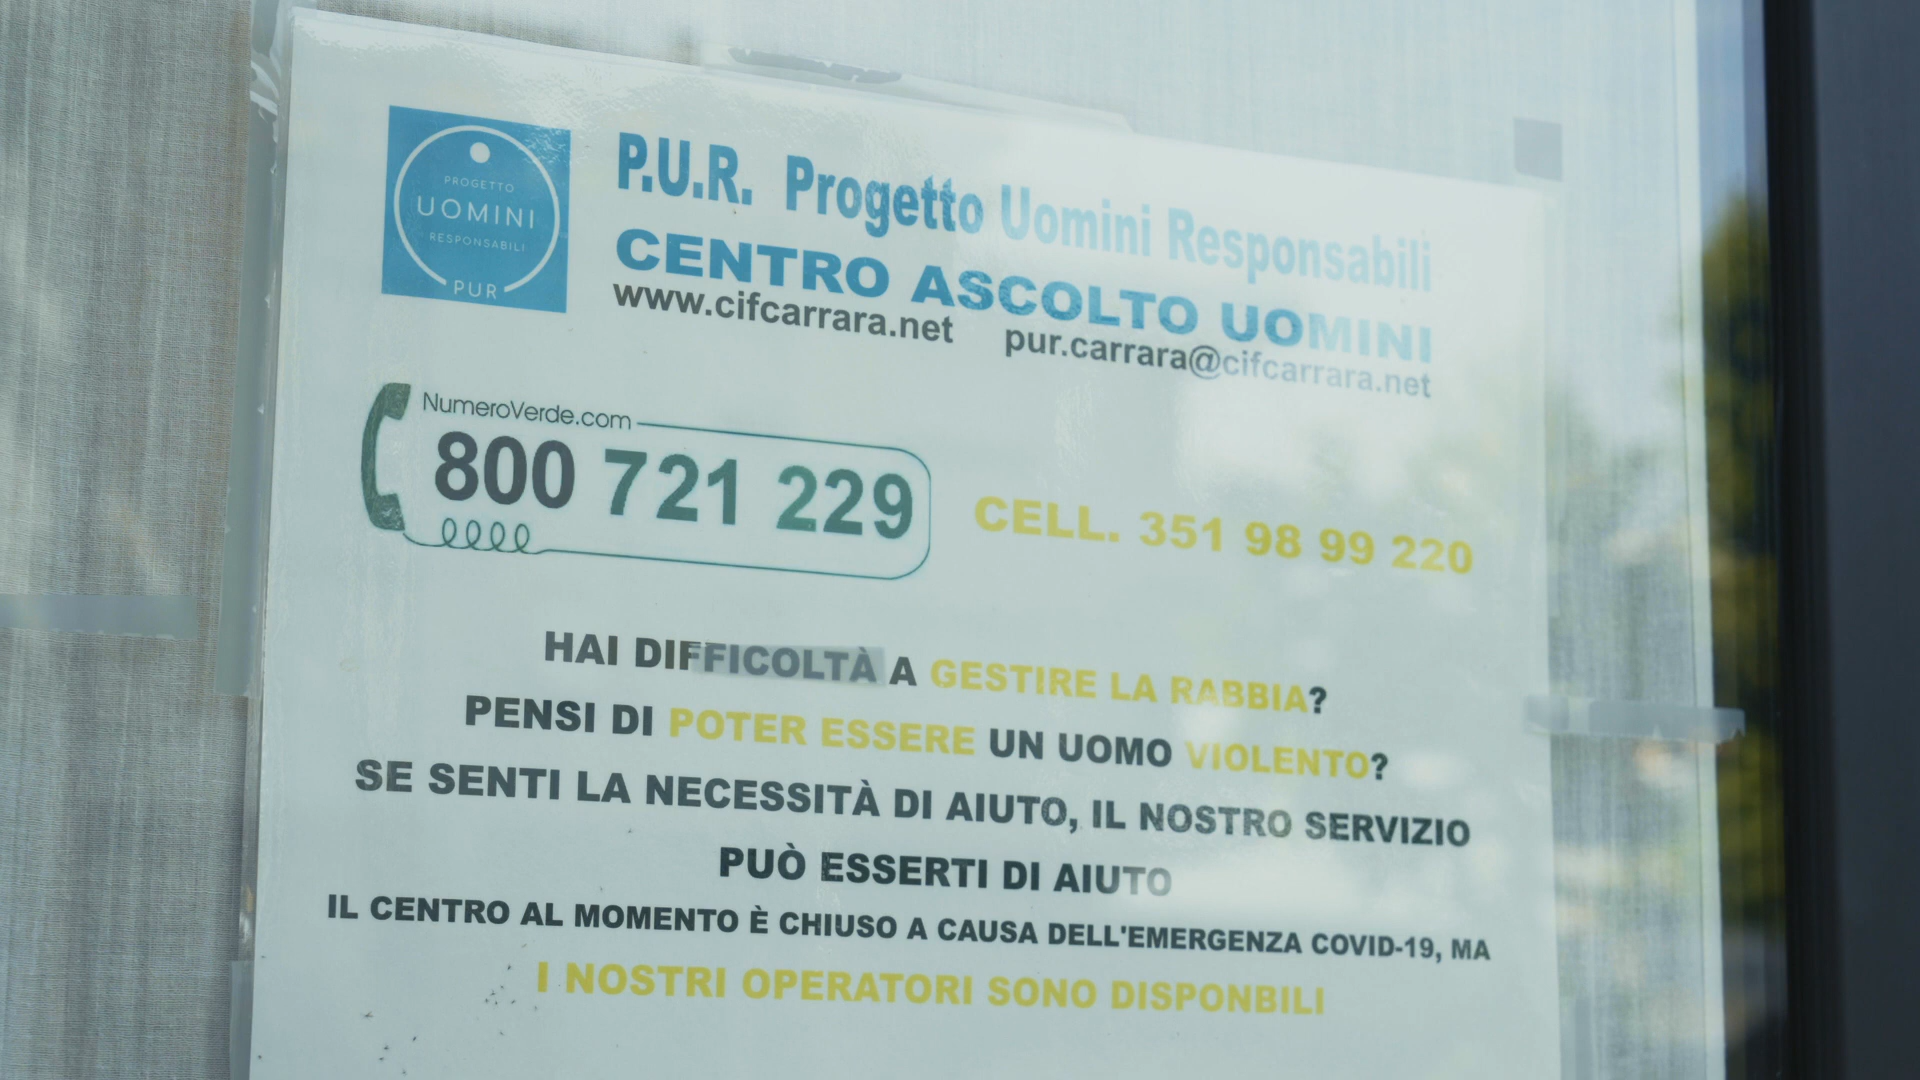 PROGETTO
UOMINI
RESPONSABILI
PUR
P.U.R. Progetto Uomini Responsabili
CENTRO ASCOLTO UOMINI
www.cifcarrara.net pur.carrara@cifcarrara.net
NumeroVerde.com
800 721 229
CELL. 351 98 99 220
HAI DIFFICOLTÀ A GESTIRE LA RABBIA?
PENSI DI POTER ESSERE UN UOMO VIOLENTO?
SE SENTI LA NECESSITÀ DI AIUTO, IL NOSTRO SERVIZIO
PUÒ ESSERTI DI AIUTO
IL CENTRO AL MOMENTO È CHIUSO A CAUSA DELL'EMERGENZA COVID-19, MA
I NOSTRI OPERATORI SONO DISPONBILI